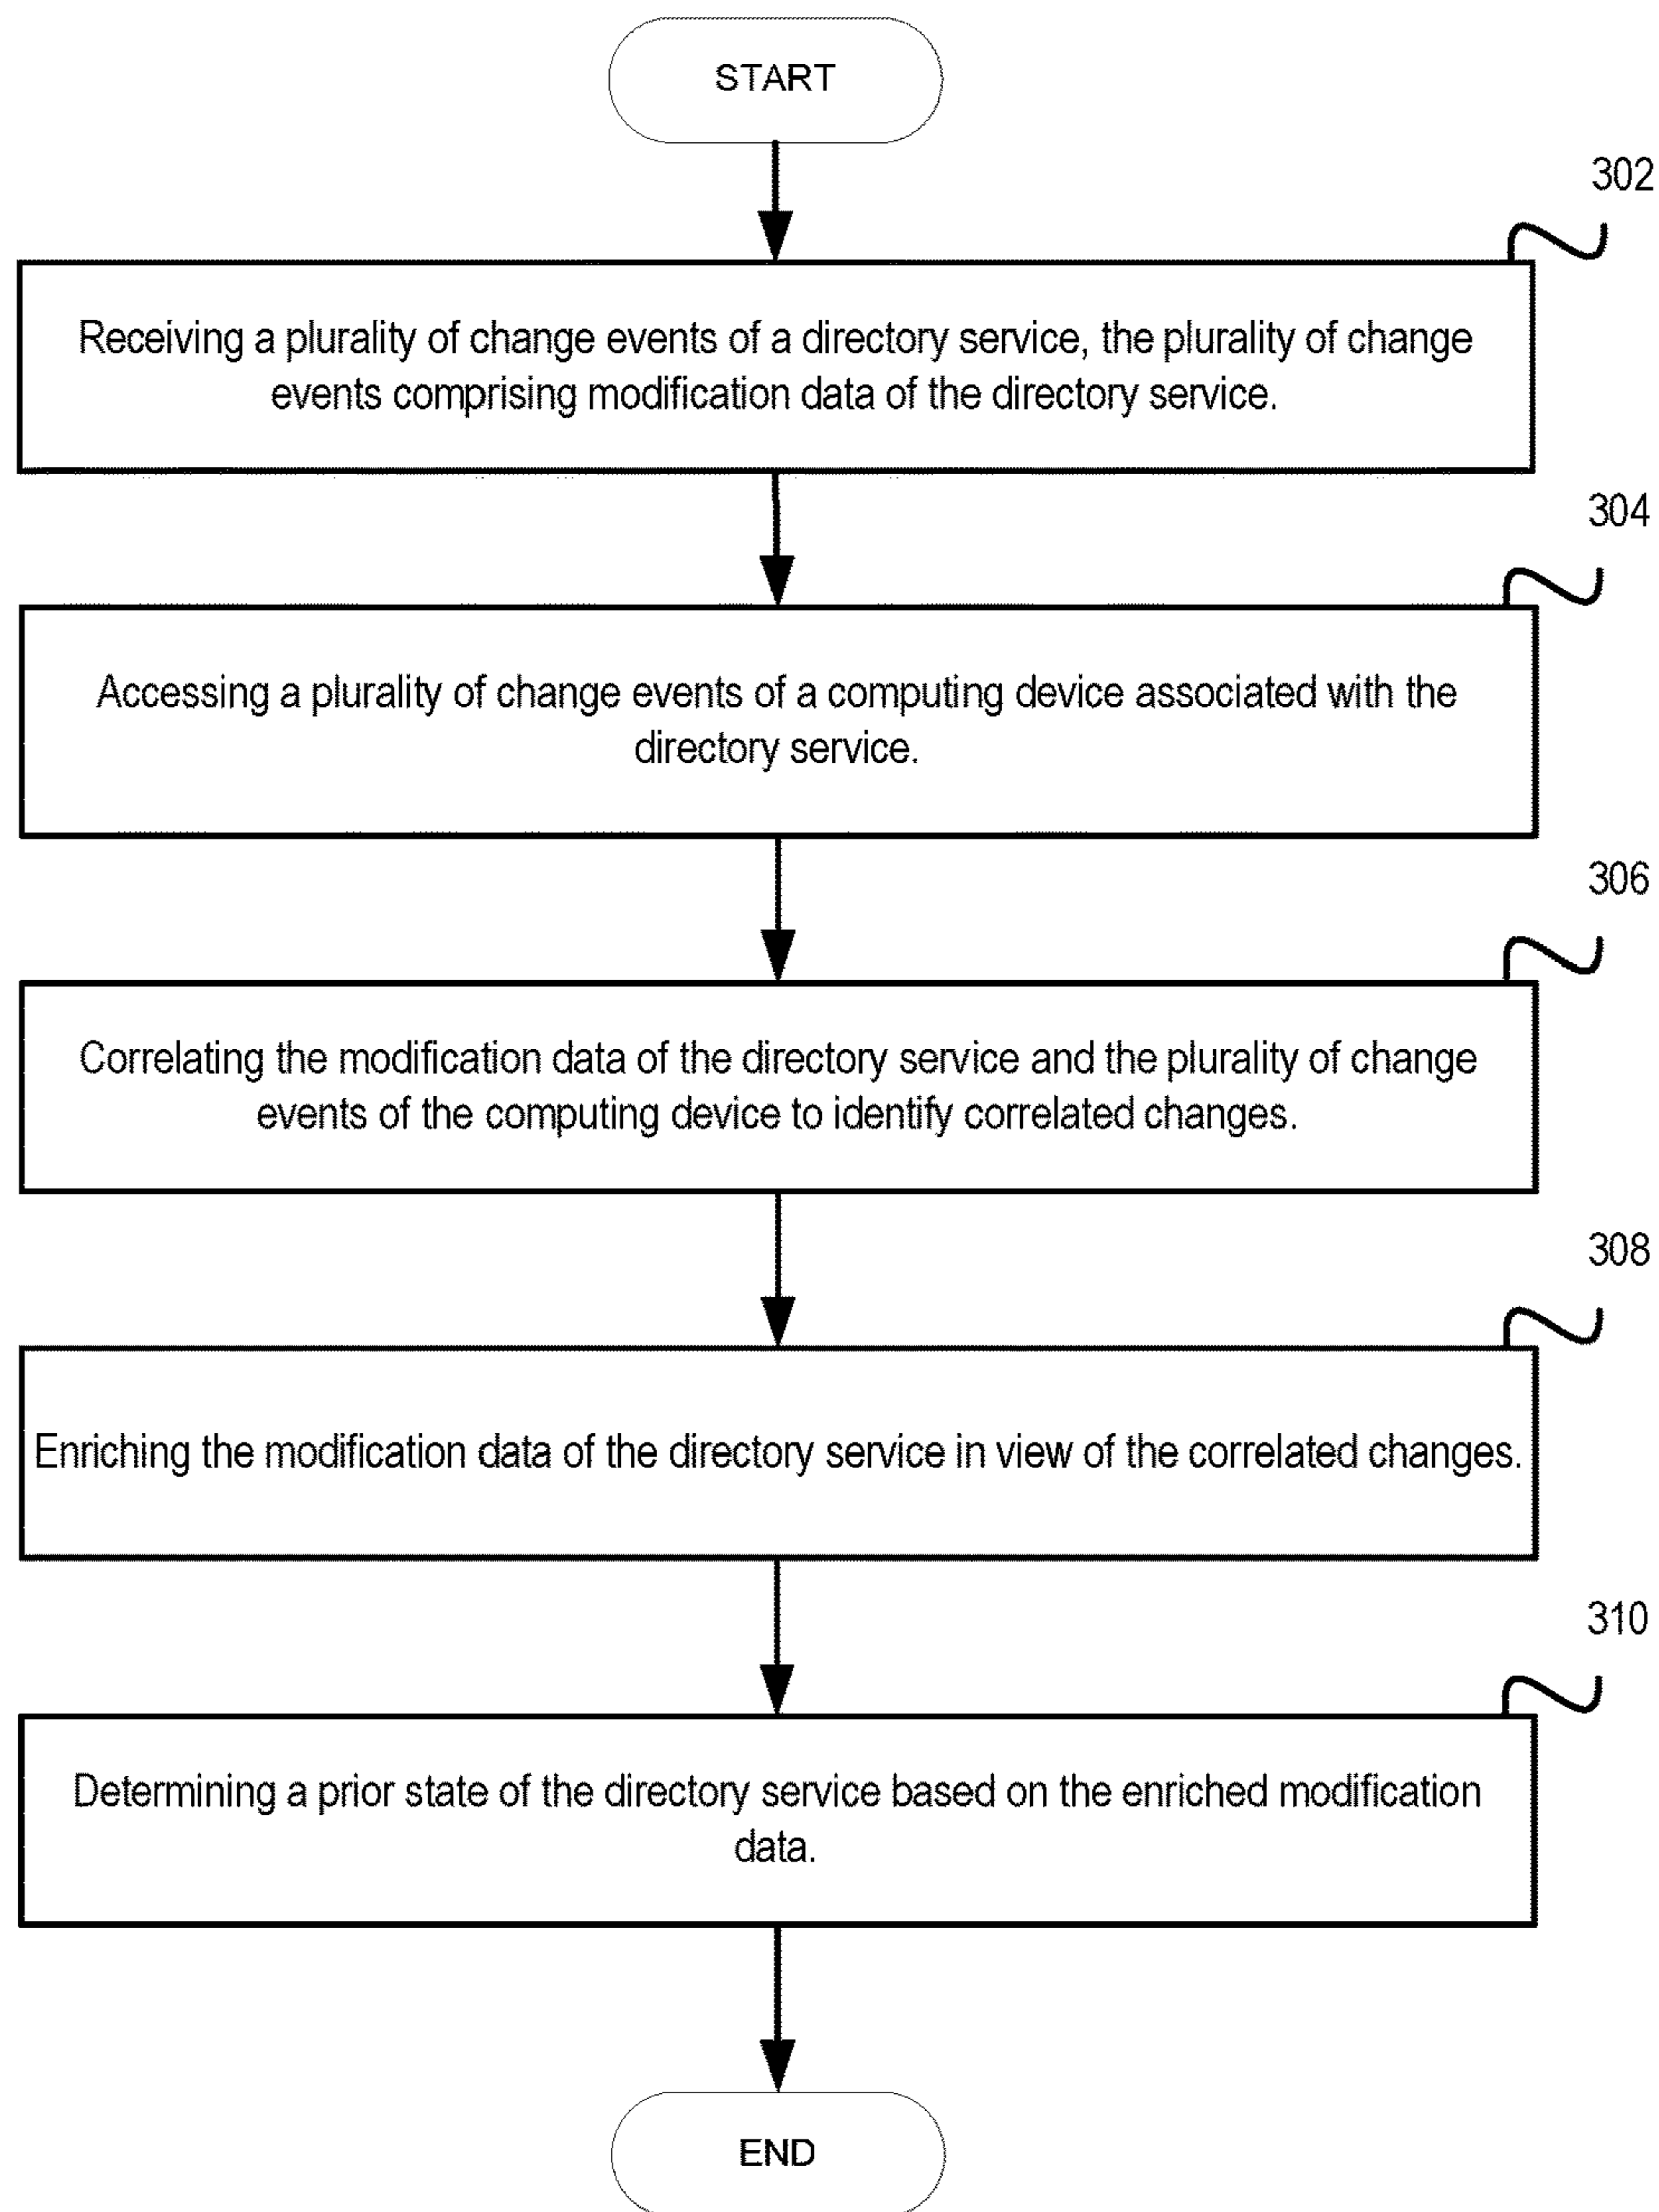 START
302
Receiving a plurality of change events of a directory service, the plurality of change
events comprising modification data of the directory service.
304
Accessing a plurality of change events of a computing device associated with the
directory service.
306
Correlating the modification data of the directory service and the plurality of change
events of the computing device to identify correlated changes.
308
Enriching the modification data of the directory service in view of the correlated changes.
310
Determining a prior state of the directory service based on the enriched modification
data.
END